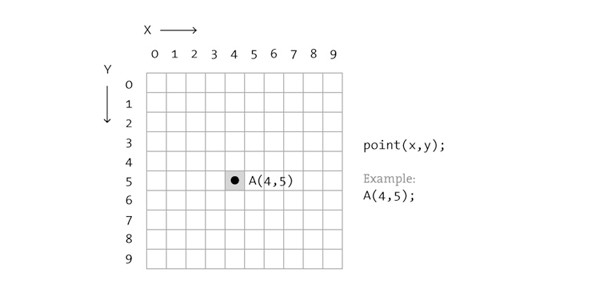 X
0 1 2 3 4 5 6 7 8 9
Y
0
1
2
3
4
5
6
7
8
9
A(4,5)
point(x,y);
Example:
A(4,5);